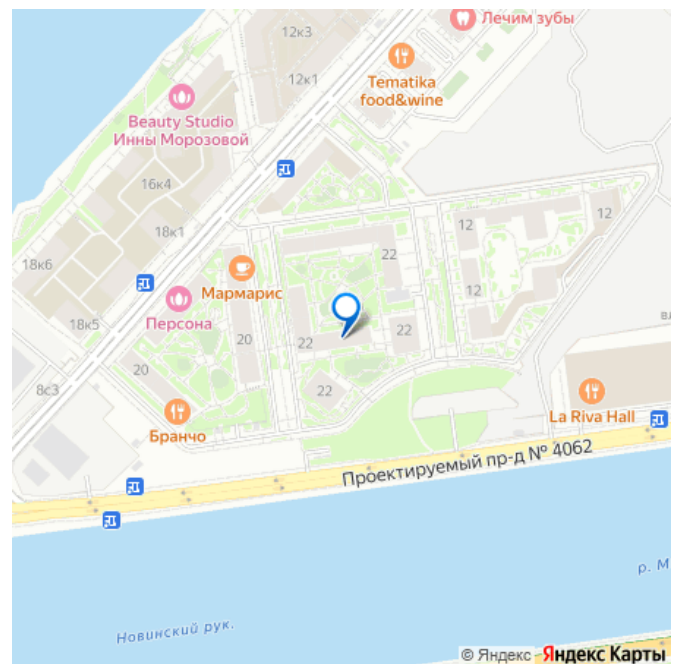 12к3
Лечим зубы
12к1
Tematika
food&wine
Beauty Studio
Инны Морозовой
16к4
18к1
12
12
22
22
18к6
Мармарис
12
Персона
18к5
22
22
20
20
22
8с3
La Riva Hall
Бранчо
Проектируемый пр-д № 4062
р. М
Новинский рук.
© Яндекс Яндекс Карты